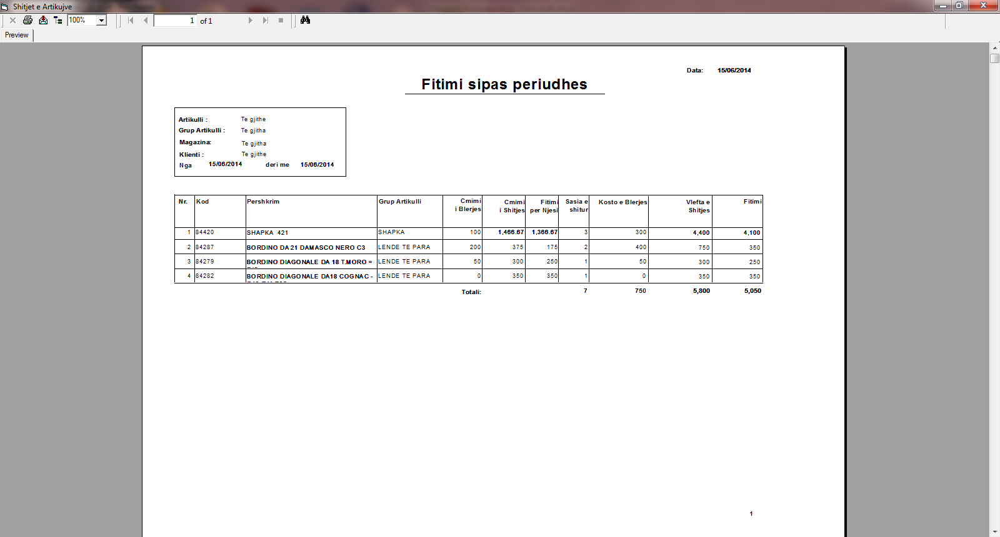 Shitjet e Artikujve
100%
1 of 1
Preview
Data: 15/06/2014
Fitimi sipas periudhes
Artikulli : Te gjithe
Grup Artikulli : Te gjitha
Magazina: Te gjitha
Klienti : Te gjithe
Nga 15/06/2014 deri me 15/06/2014
Nr. Kod Pershkrim Grup Artikulli Cmimi i Blerjes Cmimi i Shitjes Fitimi per Njesi Sasia e shitur Kosto e Blerjes Vlefta e Shitjes Fitimi
1 84420 SHAPKA 421 SHAPKA 100 1,466.67 1,366.67 3 300 4,400 4,100
2 84287 BORDINO DA 21 DAMASCO NERO C3 LENDE TE PARA 200 375 175 2 400 750 350
3 84279 BORDINO DIAGONALE DA 18 T.MORO = LENDE TE PARA 50 300 250 1 50 300 250
4 84282 BORDINO DIAGONALE DA18 COGNAC - LENDE TE PARA 0 350 350 1 0 350 350
Totali: 7 750 5,800 5,050
1